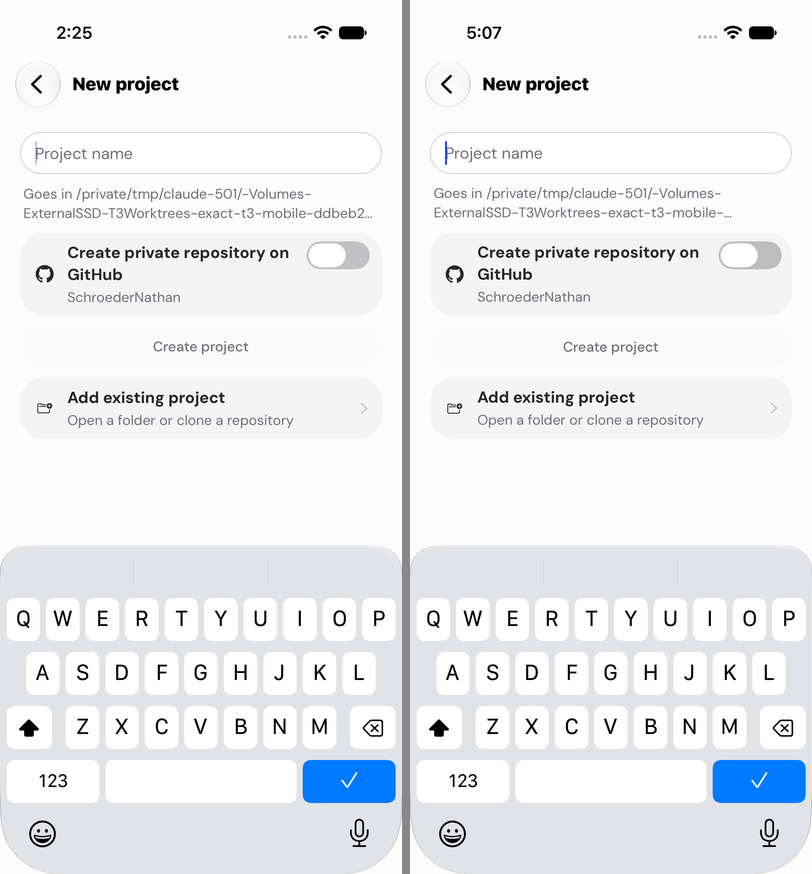 2:25
New project
Project name
Goes in /private/tmp/claude-501/-Volumes-
ExternalSSD-T3Worktrees-exact-t3-mobile-ddbeb2...
Create private repository on
GitHub
SchroederNathan
Create project
Add existing project
Open a folder or clone a repository
Q W E R T Y U I O P
A S D F G H J K L
Z X C V B N M
123
5:07
New project
Project name
Goes in /private/tmp/claude-501/-Volumes-
ExternalSSD-T3Worktrees-exact-t3-mobile-...
Create private repository on
GitHub
SchroederNathan
Create project
Add existing project
Open a folder or clone a repository
Q W E R T Y U I O P
A S D F G H J K L
Z X C V B N M
123